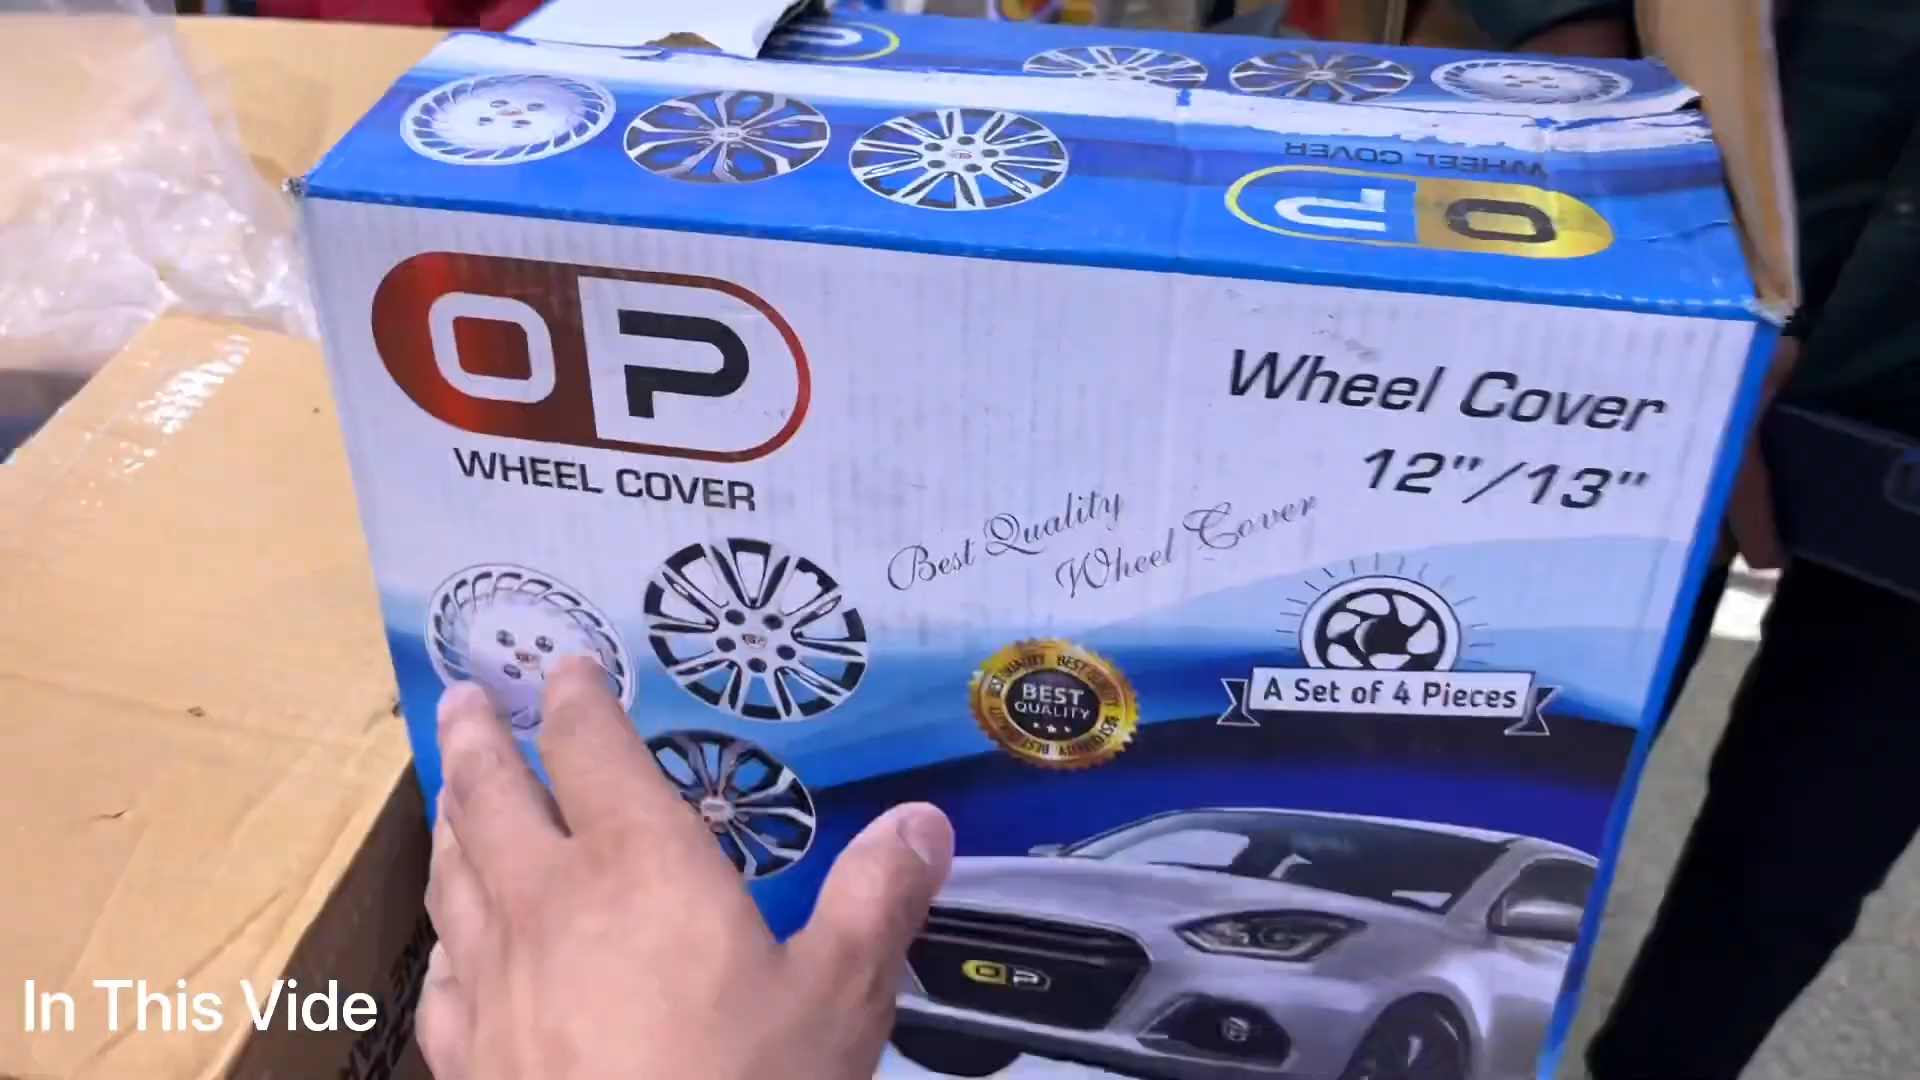 WHEEL COVER
OP
OP
WHEEL COVER
Wheel Cover
12"/13"
Best Quality
Wheel Cover
BEST
QUALITY
A Set of 4 Pieces
OP
In This Vide